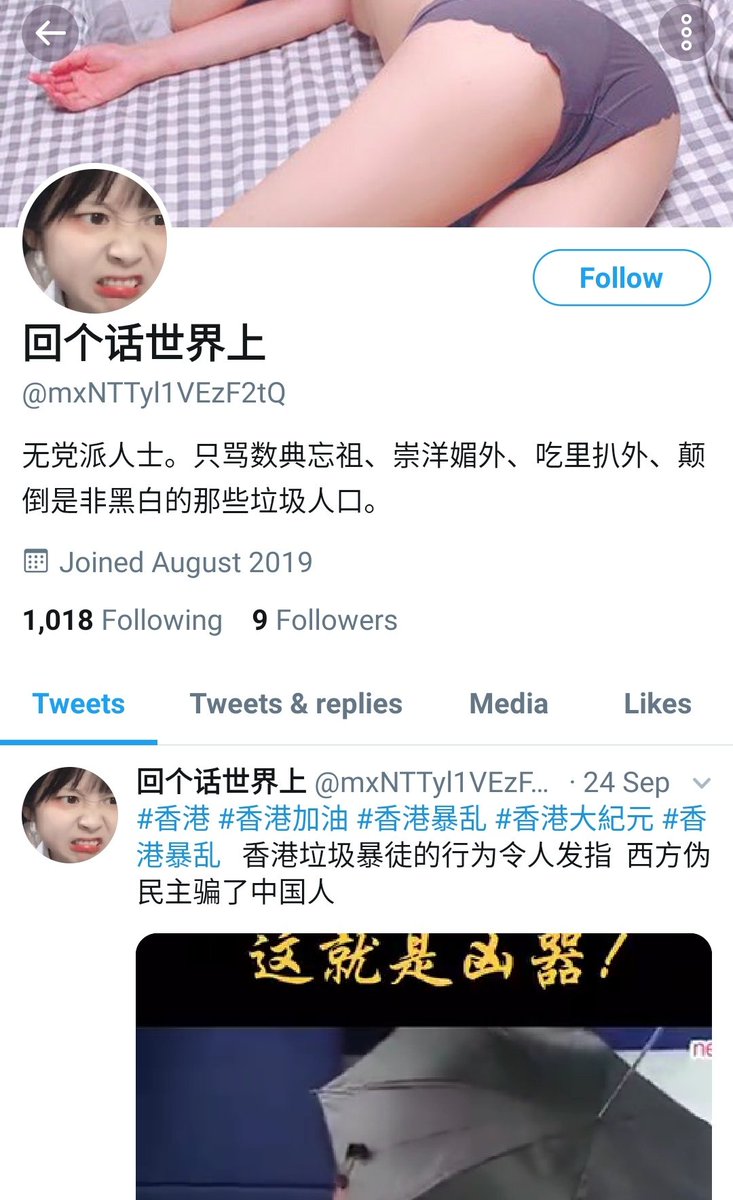 Follow
回个话世界上
@mxNTTyl1VEzF2tQ
无党派人士。只骂数典忘祖、崇洋媚外、吃里扒外、颠
倒是非黑白的那些垃圾人口。
Joined August 2019
1,018 Following 9 Followers
Tweets Tweets & replies Media Likes
回个话世界上 @mxNTTyl1VEzF... · 24 Sep
#香港 #香港加油 #香港暴乱 #香港大紀元 #香
港暴乱 香港垃圾暴徒的行为令人发指 西方伪
民主骗了中国人
这就是凶器!
ne